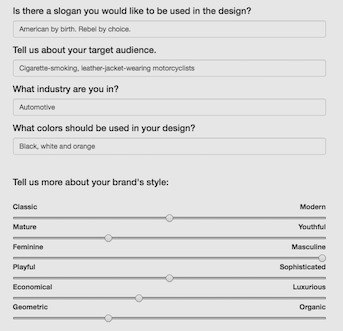 Is there a slogan you would like to be used in the design?
American by birth. Rebel by choice.
Tell us about your target audience.
Cigarette-smoking, leather-jacket-wearing motorcyclists
What industry are you in?
Automotive
What colors should be used in your design?
Black, white and orange
Tell us more about your brand's style:
Classic Modern
Mature Youthful
Feminine Masculine
Playful Sophisticated
Economical Luxurious
Geometric Organic